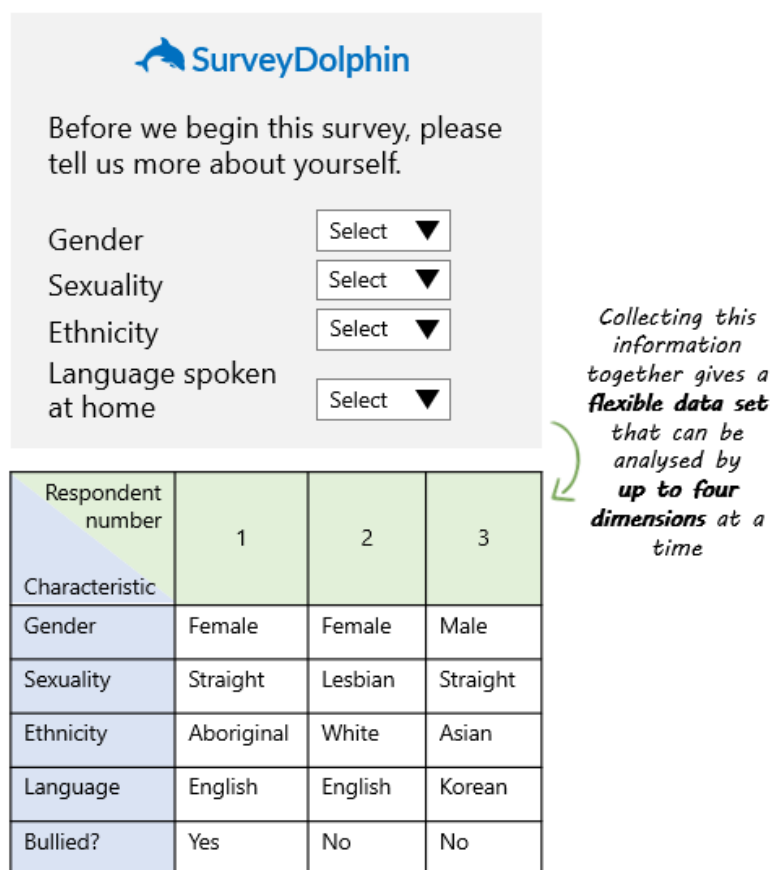 SurveyDolphin
Before we begin this survey, please
tell us more about yourself.
Gender Select
Sexuality Select
Ethnicity Select
Language spoken
at home Select
Collecting this
information
together gives a
flexible data set
that can be
analysed by
up to four
dimensions at a
time
Respondent
number
Characteristic
1 2 3
Gender Female Female Male
Sexuality Straight Lesbian Straight
Ethnicity Aboriginal White Asian
Language English English Korean
Bullied? Yes No No